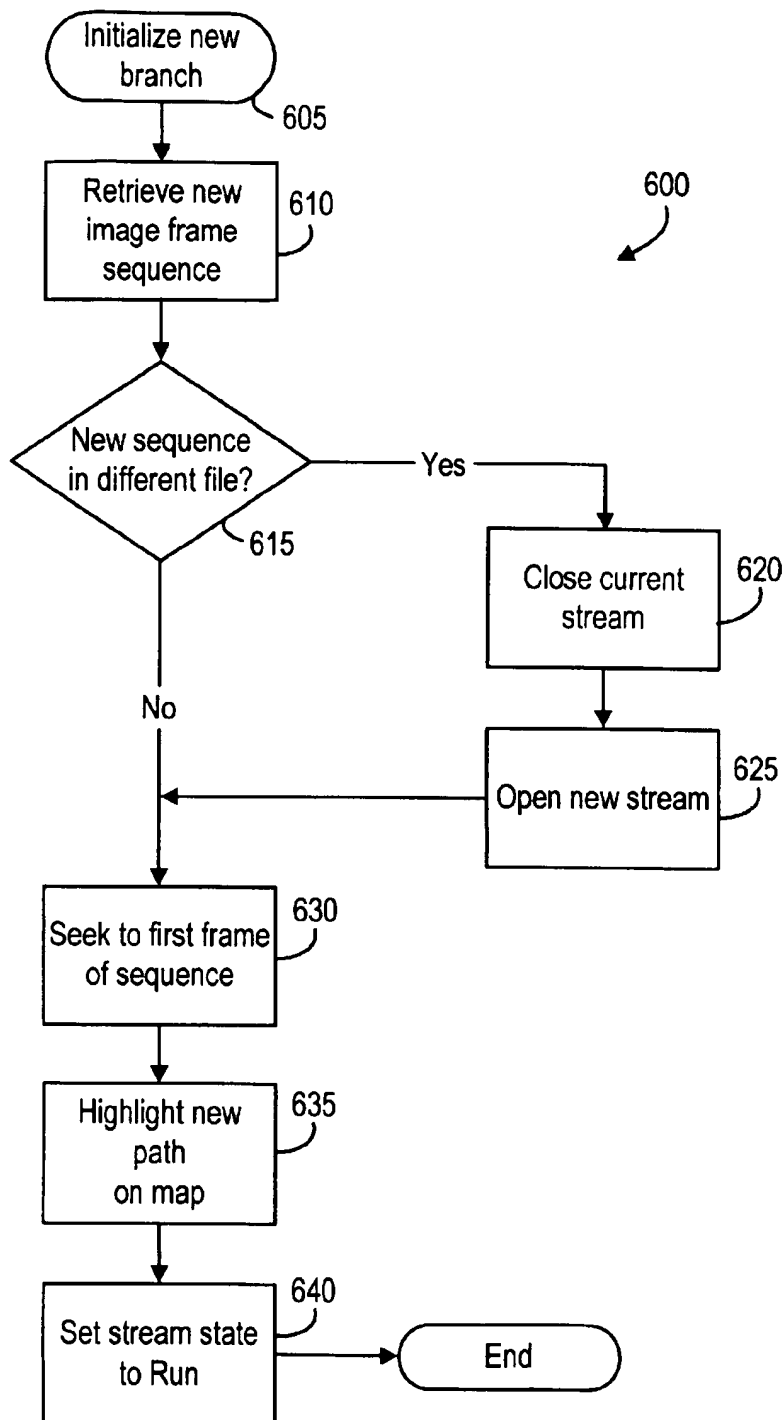 Initialize new
branch
605
Retrieve new
image frame
sequence
610
600
New sequence
in different file?
615
Yes
Close current
stream
620
No
Open new stream
625
Seek to first frame
of sequence
630
Highlight new
path
on map
635
Set stream state
to Run
640
End